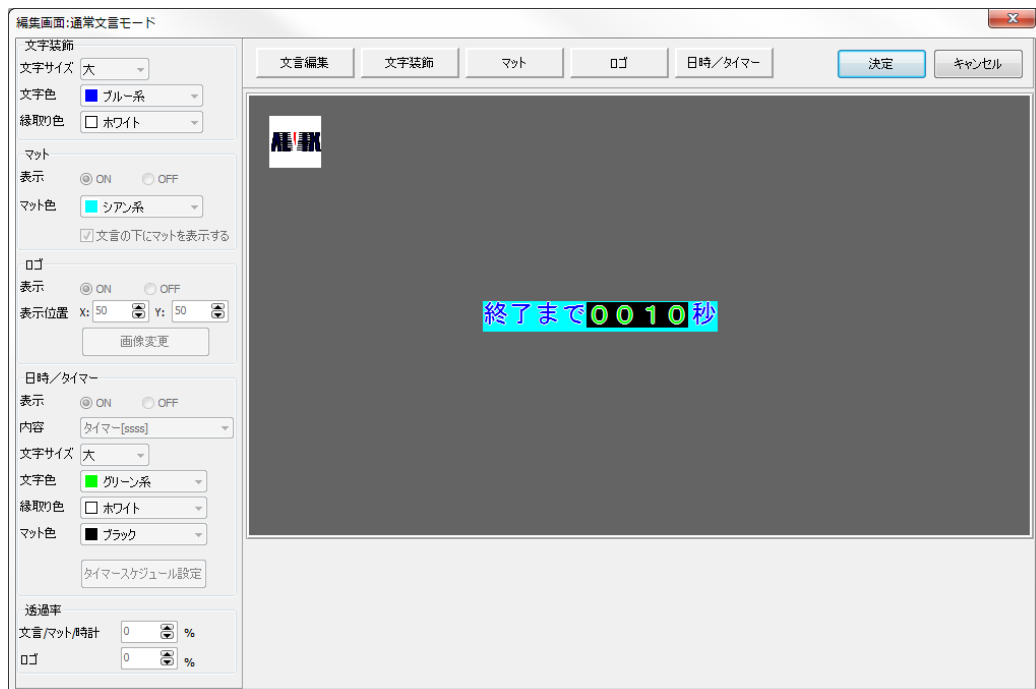 編集画面:通常文言モード
文字装飾
文字サイズ 大
文字色 ブルー系
縁取り色 ホワイト
マット
表示 ON OFF
マット色 シアン系
文言の下にマットを表示する
ロゴ
表示 ON OFF
表示位置 X: 50 Y: 50
画像変更
日時／タイマー
表示 ON OFF
内容 タイマー[ssss]
文字サイズ 大
文字色 グリーン系
縁取り色 ホワイト
マット色 ブラック
タイマースケジュール設定
透過率
文言/マット/時計 0 %
ロゴ 0 %
文言編集 文字装飾 マット ロゴ 日時／タイマー 決定 キャンセル
終了まで００１０秒